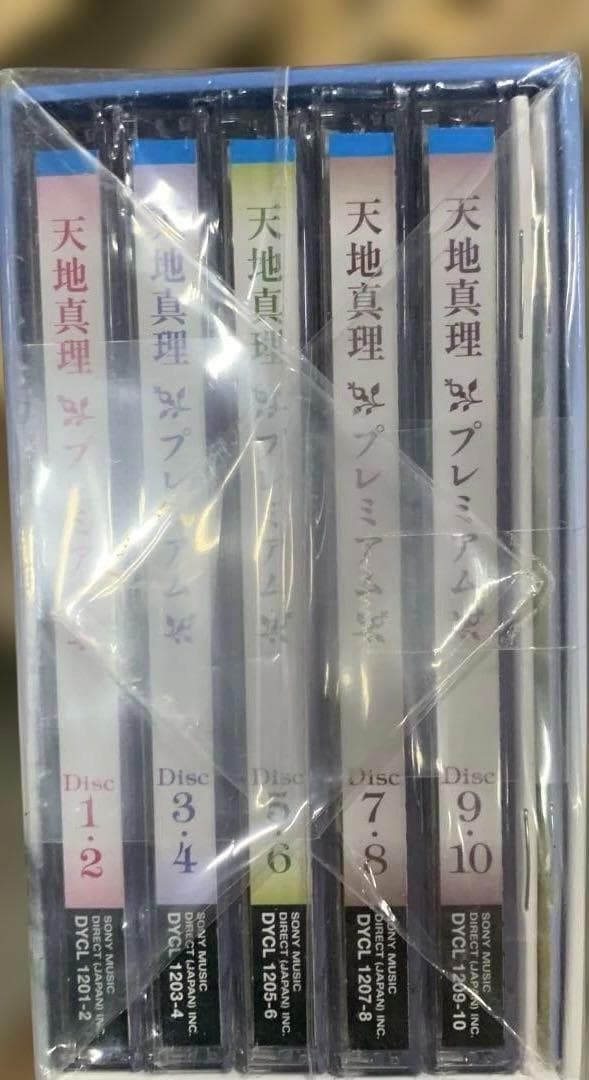 天地真理 プレミアム
Disc
1・2
SONY MUSIC
DIRECT (JAPAN) INC.
DYCL 1201-2
天地真理 プレミアム
Disc
3・4
SONY MUSIC
DIRECT (JAPAN) INC.
DYCL 1203-4
天地真理 プレミアム
Disc
5・6
SONY MUSIC
DIRECT (JAPAN) INC.
DYCL 1205-6
天地真理 プレミアム
Disc
7・8
SONY MUSIC
DIRECT (JAPAN) INC.
DYCL 1207-8
天地真理 プレミアム
Disc
9・10
SONY MUSIC
DIRECT (JAPAN) INC.
DYCL 1209-10